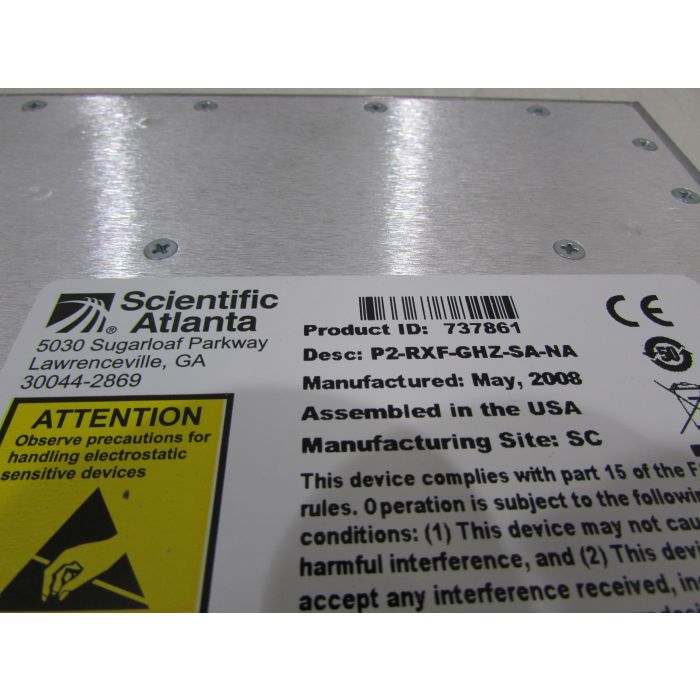 Scientific
Atlanta
®
5030 Sugarloaf Parkway
Lawrenceville, GA
30044-2869
ATTENTION
Observe precautions for
handling electrostatic
sensitive devices
Product ID: 737861
Desc: P2-RXF-GHZ-SA-NA
Manufactured: May, 2008
Assembled in the USA
Manufacturing Site: SC
This device complies with part 15 of the F
rules. Operation is subject to the followin
conditions: (1) This device may not cau
harmful interference, and (2) This devi
accept any interference received, inc
CE
50